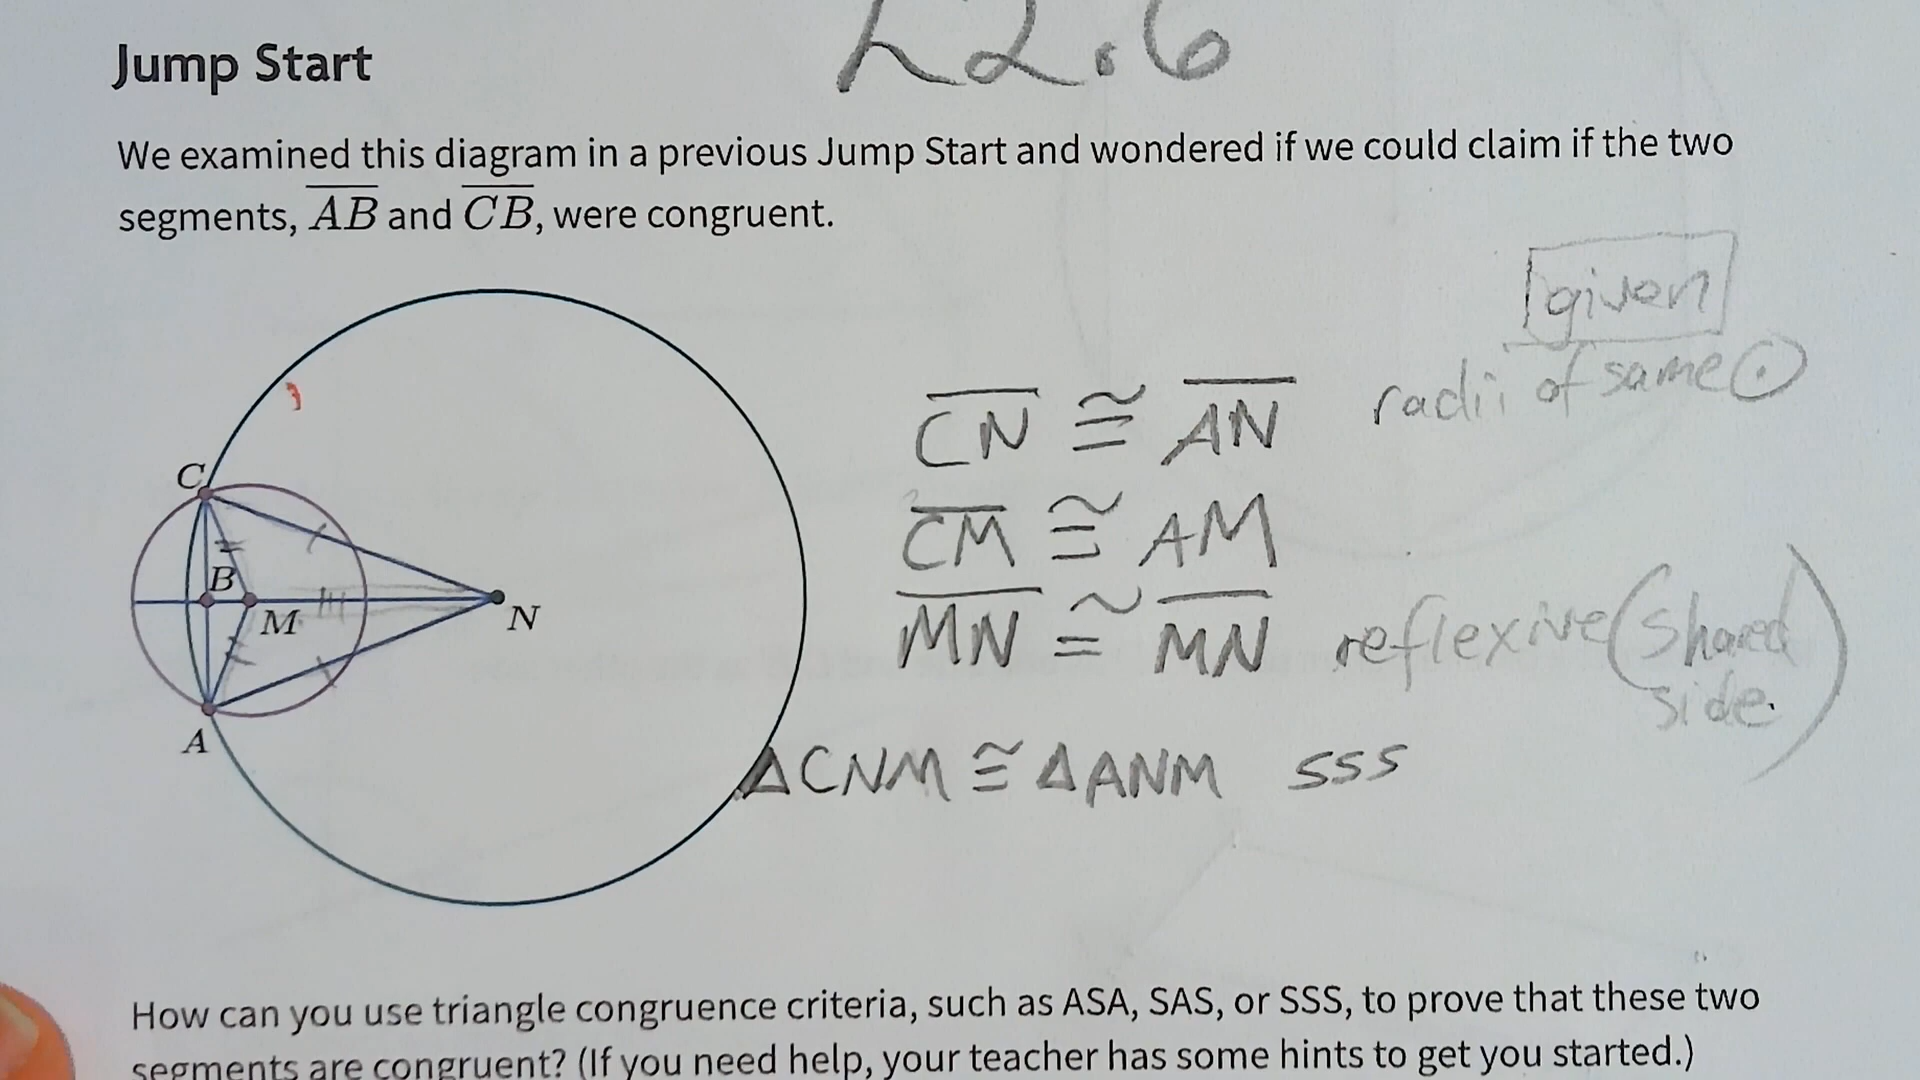 L2.6
Jump Start
We examined this diagram in a previous Jump Start and wondered if we could claim if the two
segments, AB and CB, were congruent.
given
CN ≅ AN radii of same ⊙
CM ≅ AM
MN ≅ MN reflexive (shared
side.)
△CNM ≅ △ANM SSS
C
B
M
N
A
How can you use triangle congruence criteria, such as ASA, SAS, or SSS, to prove that these two
segments are congruent? (If you need help, your teacher has some hints to get you started.)